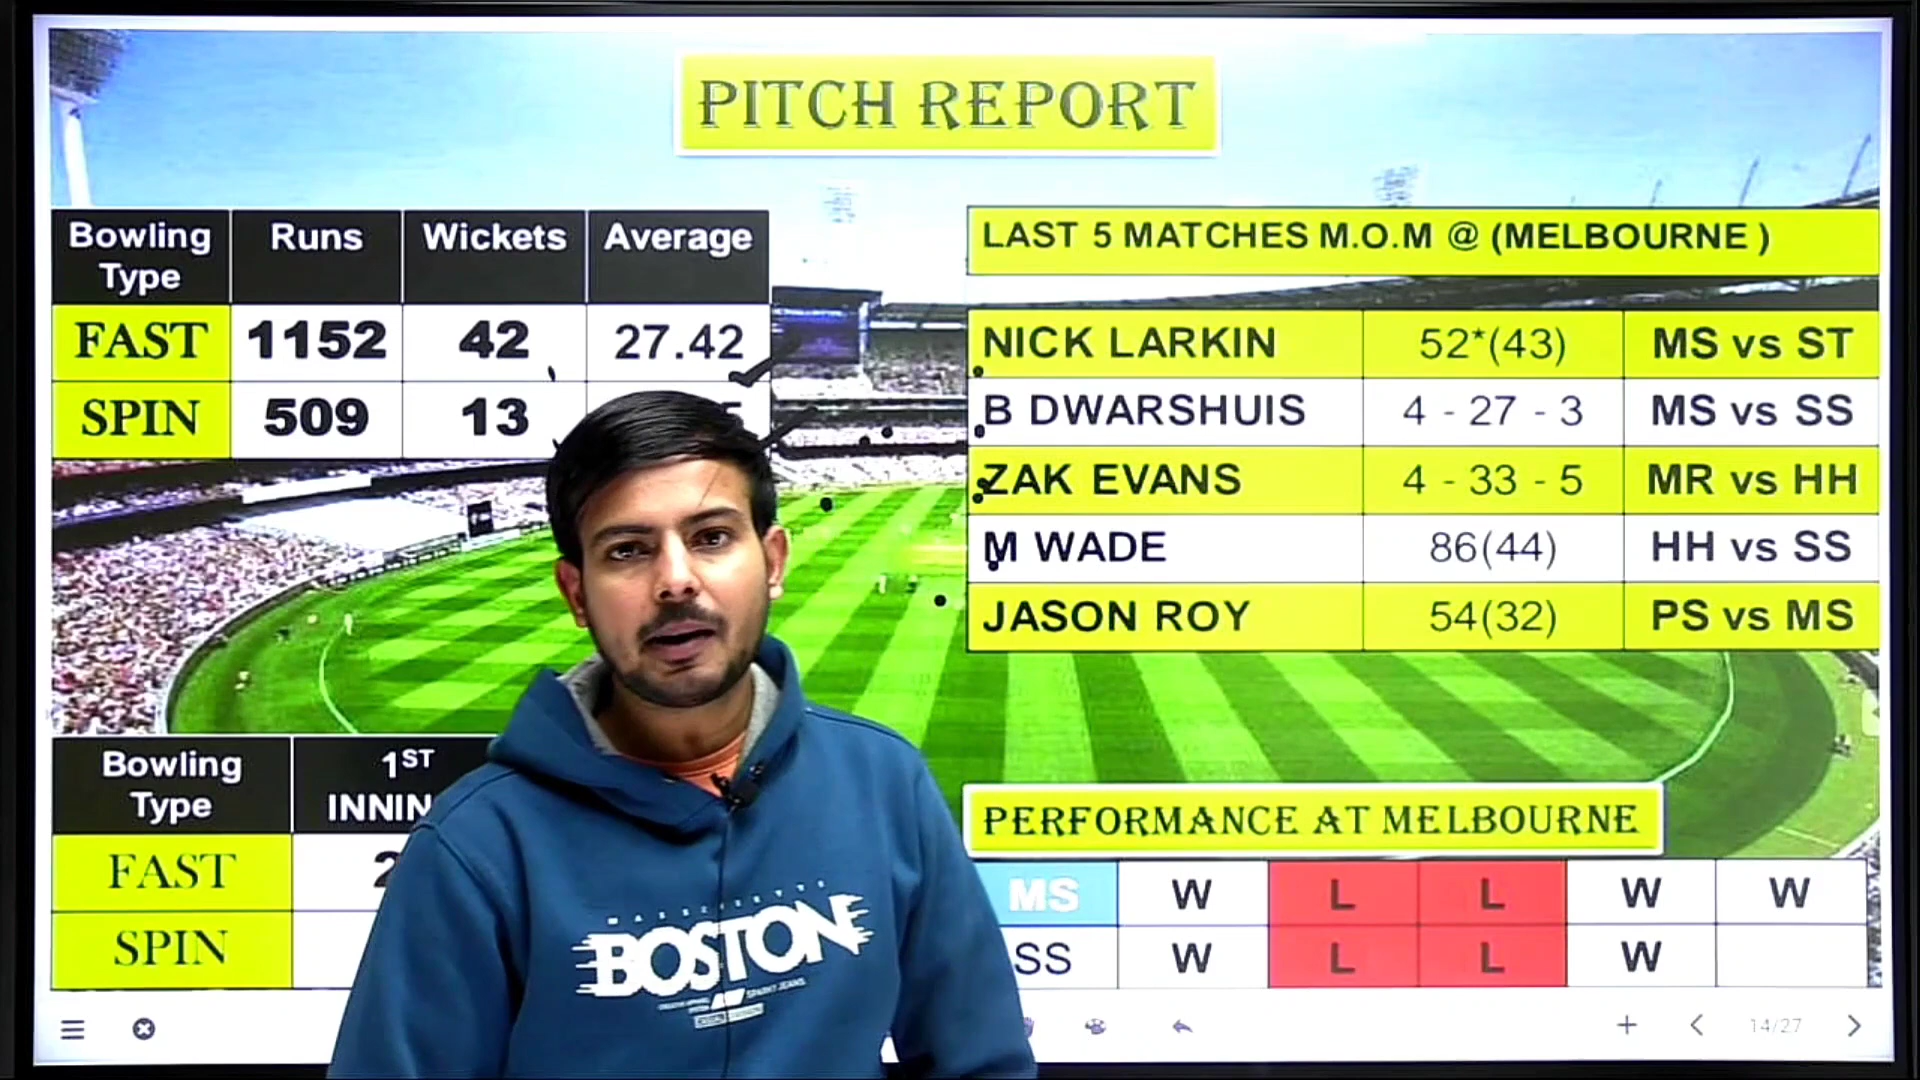 PITCH REPORT
Bowling Type Runs Wickets Average
FAST 1152 42 27.42
SPIN 509 13
LAST 5 MATCHES M.O.M @ (MELBOURNE )
NICK LARKIN 52*(43) MS vs ST
B DWARSHUIS 4 - 27 - 3 MS vs SS
ZAK EVANS 4 - 33 - 5 MR vs HH
M WADE 86(44) HH vs SS
JASON ROY 54(32) PS vs MS
Bowling Type 1ST
FAST
SPIN
PERFORMANCE AT MELBOURNE
MS W L L W W
SS W L L W
BOSTON
14/27